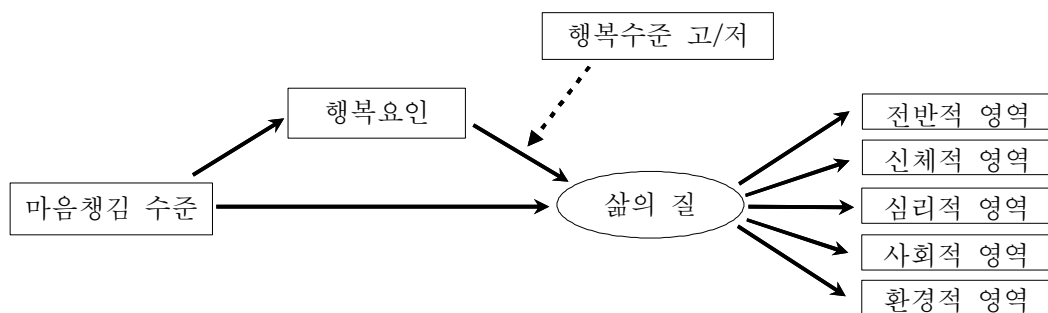 행복수준 고/저
행복요인
마음챙김 수준
삶의 질
전반적 영역
신체적 영역
심리적 영역
사회적 영역
환경적 영역